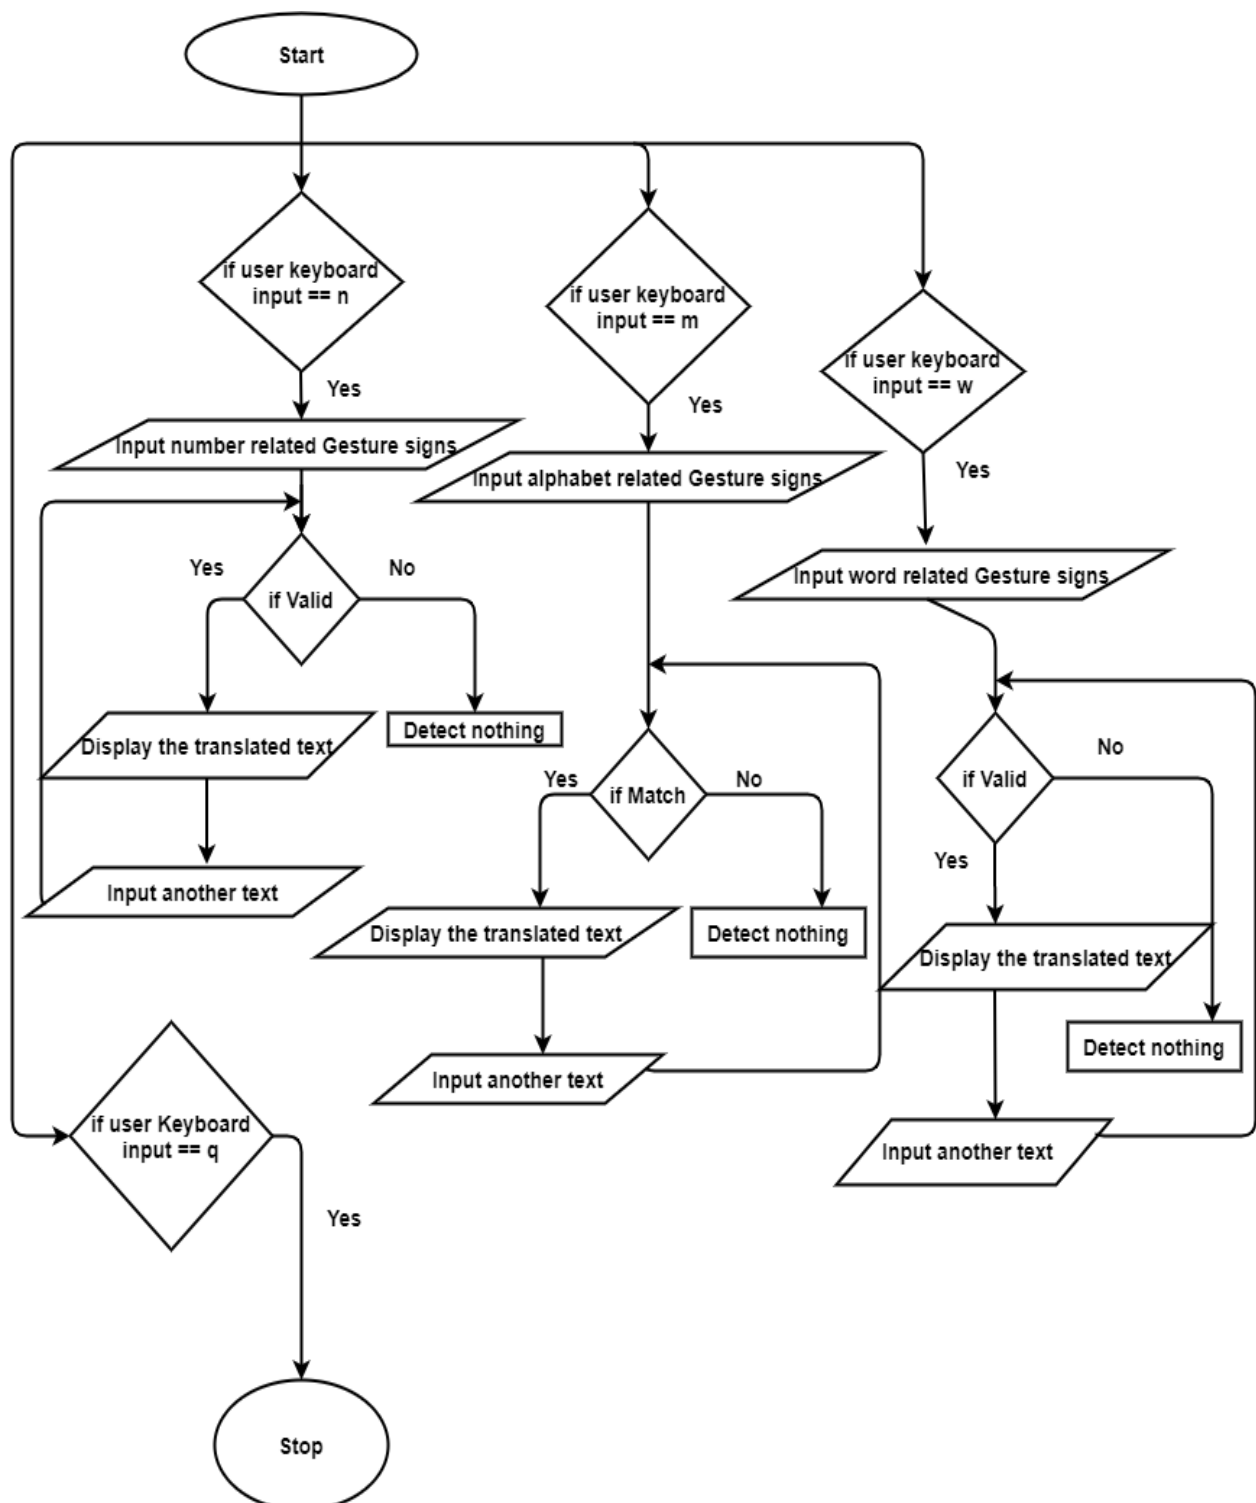 Start
if user keyboard
input == n
if user keyboard
input == m
if user keyboard
input == w
Yes
Yes
Yes
Input number related Gesture signs
Input alphabet related Gesture signs
Input word related Gesture signs
Yes
No
if Valid
Display the translated text
Detect nothing
Input another text
Yes
No
if Match
Display the translated text
Detect nothing
Input another text
No
if Valid
Yes
Display the translated text
Detect nothing
Input another text
if user Keyboard
input == q
Yes
Stop